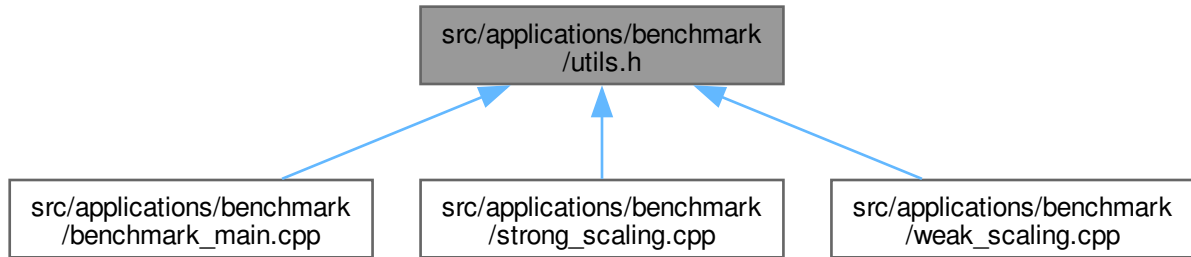 src/applications/benchmark
/utils.h
src/applications/benchmark
/benchmark_main.cpp
src/applications/benchmark
/strong_scaling.cpp
src/applications/benchmark
/weak_scaling.cpp